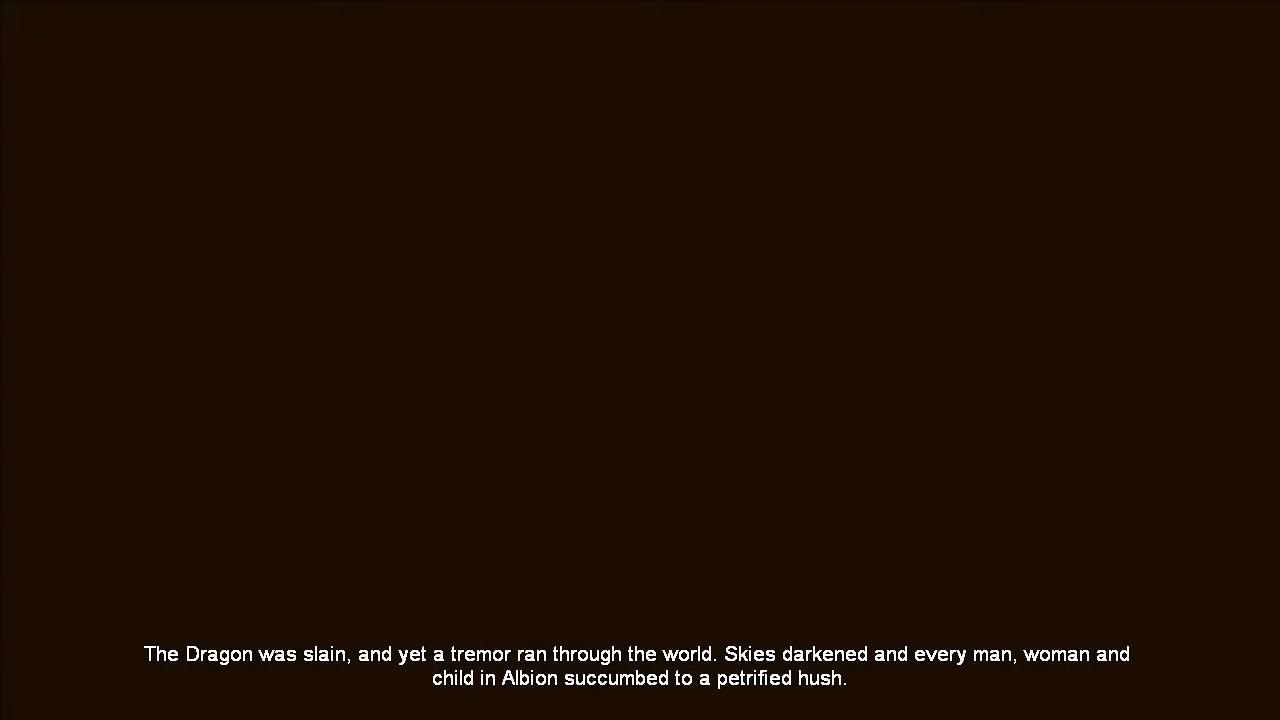 The Dragon was slain, and yet a tremor ran through the world. Skies darkened and every man, woman and
child in Albion succumbed to a petrified hush.